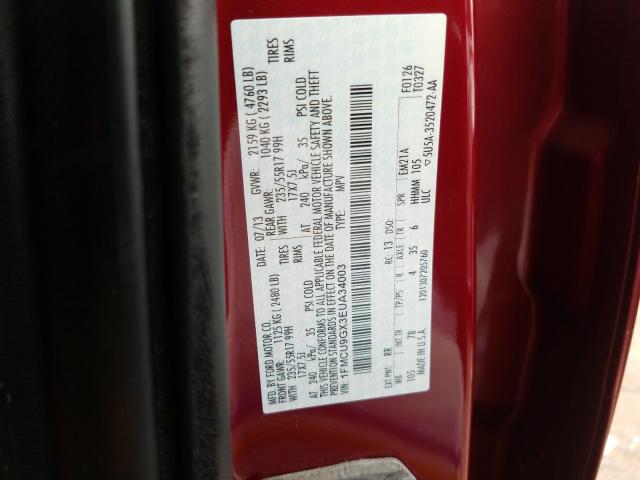 MFD. BY FORD MOTOR CO.
DATE: 07/13 GVWR: 2159 KG ( 4760 LB)
FRONT GAWR: 1125 KG ( 2480 LB) REAR GAWR: 1040 KG ( 2293 LB)
WITH 235/55R17 99H TIRES WITH 235/55R17 99H TIRES
17X7.5J RIMS 17X7.5J RIMS
AT 240 kPa/ 35 PSI COLD AT 240 kPa/ 35 PSI COLD
THIS VEHICLE CONFORMS TO ALL APPLICABLE FEDERAL MOTOR VEHICLE SAFETY AND THEFT
PREVENTION STANDARDS IN EFFECT ON THE DATE OF MANUFACTURE SHOWN ABOVE.
VIN: 1FMCU9GX3EUA34003 TYPE: MPV
F0126
T0327
EXT PNT: RR RC: 13 DSO:
WB INT TR TP/PS R AXLE TR SPR EM21A
105 7B 4 35 6 HHMM 105
1201307205760 ULC
5U5A-3520472-AA